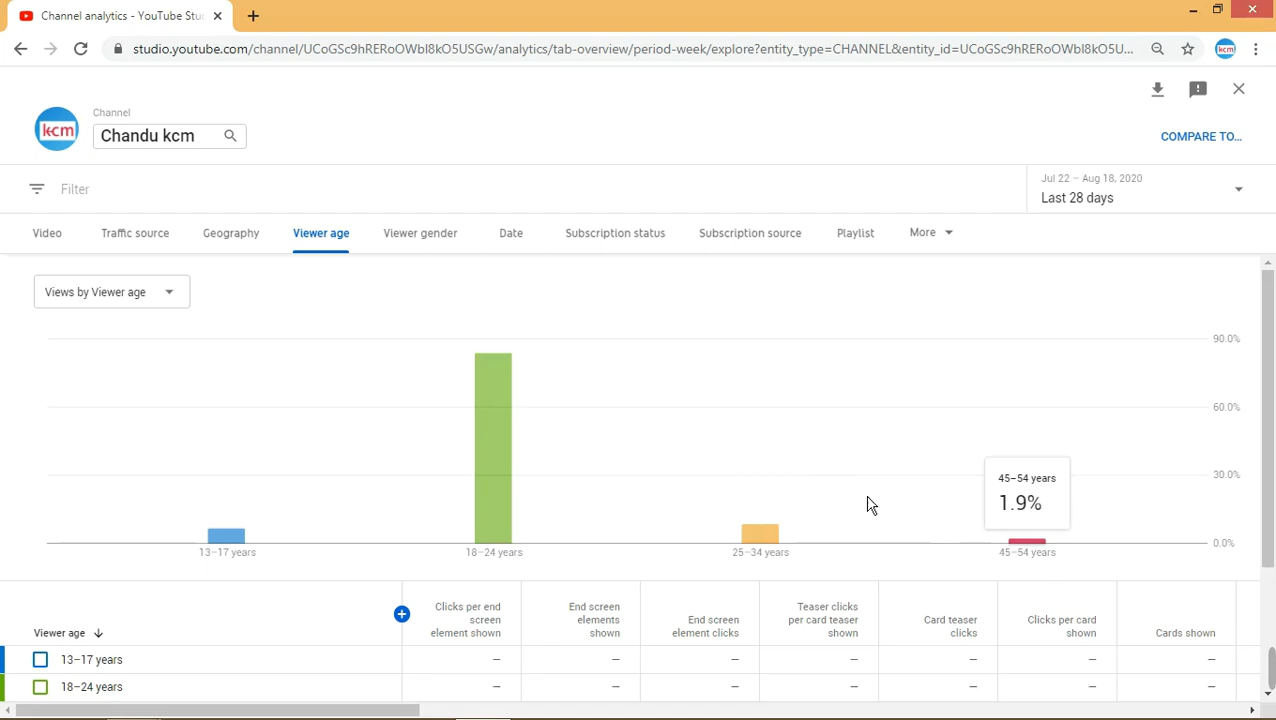 Channel analytics - YouTube Stu
studio.youtube.com/channel/UCoGSc9hRERoOWbl8kO5USGw/analytics/tab-overview/period-week/explore?entity_type=CHANNEL&entity_id=UCoGSc9hRERoOWbl8kO5U...
kcm
kcm
Channel
Chandu kcm
COMPARE TO...
Filter
Jul 22 – Aug 18, 2020
Last 28 days
Video Traffic source Geography Viewer age Viewer gender Date Subscription status Subscription source Playlist More
Views by Viewer age
90.0%
60.0%
30.0%
0.0%
45–54 years
1.9%
13–17 years 18–24 years 25–34 years 45–54 years
Viewer age
Clicks per end
screen
element shown
End screen
elements
shown
End screen
element clicks
Teaser clicks
per card teaser
shown
Card teaser
clicks
Clicks per card
shown
Cards shown
13–17 years – – – – – – –
18–24 years – – – – – – –